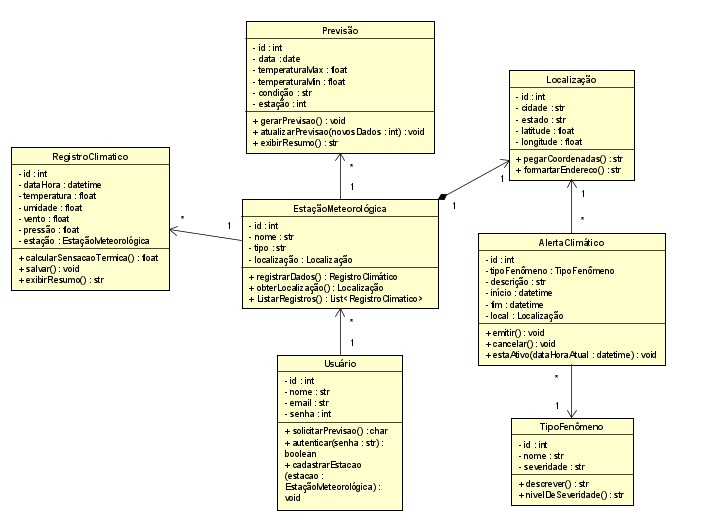 Previsão
- id : int
- data : date
- temperaturaMax : float
- temperaturaMin : float
- condição : str
- estação : int
+ gerarPrevisao() : void
+ atualizarPrevisao(novosDados : int) : void
+ exibirResumo() : str
Localização
- id : int
- cidade : str
- estado : str
- latitude : float
- longitude : float
+ pegarCoordenadas() : str
+ formartarEndereco() : str
RegistroClimatico
- id : int
- dataHora : datetime
- temperatura : float
- umidade : float
- vento : float
- pressão : float
- estação : EstaçãoMeteorológica
+ calcularSensacaoTermica() : float
+ salvar() : void
+ exibirResumo() : str
*
1
1
1
*
1
EstaçãoMeteorológica
- id : int
- nome : str
- tipo : str
- localização : Localização
+ registrarDados() : RegistroClimático
+ obterLocalização() : Localização
+ ListarRegistros() : List<RegistroClimatico>
1
*
AlertaClimático
- id : int
- tipoFenômeno : TipoFenômeno
- descrição : str
- início : datetime
- fim : datetime
- local : Localização
+ emitir() : void
+ cancelar() : void
+ estaAtivo(dataHoraAtual : datetime) : void
*
1
Usuário
- id : int
- nome : str
- email : str
- senha : int
+ solicitarPrevisao() : char
+ autenticar(senha : str) :
boolean
+ cadastrarEstacao
(estacao :
EstaçãoMeteorológica) :
void
*
1
TipoFenômeno
- id : int
- nome : str
- severidade : str
+ descrever() : str
+ nivelDeSeveridade() : str